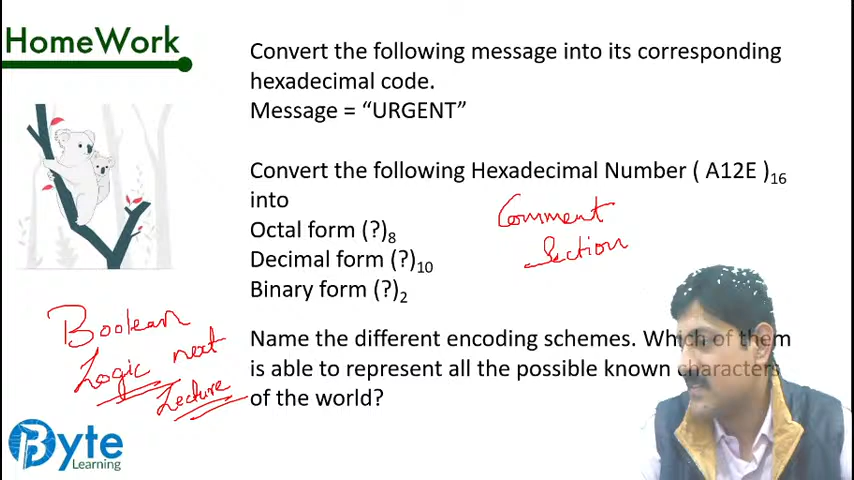 HomeWork
Convert the following message into its corresponding
hexadecimal code.
Message = “URGENT”
Convert the following Hexadecimal Number ( A12E )16
into
Octal form (?)8
Decimal form (?)10
Binary form (?)2
Comment
Section
Name the different encoding schemes. Which of them
is able to represent all the possible known characters
of the world?
Boolean
Logic next
Lecture
Byte
Learning